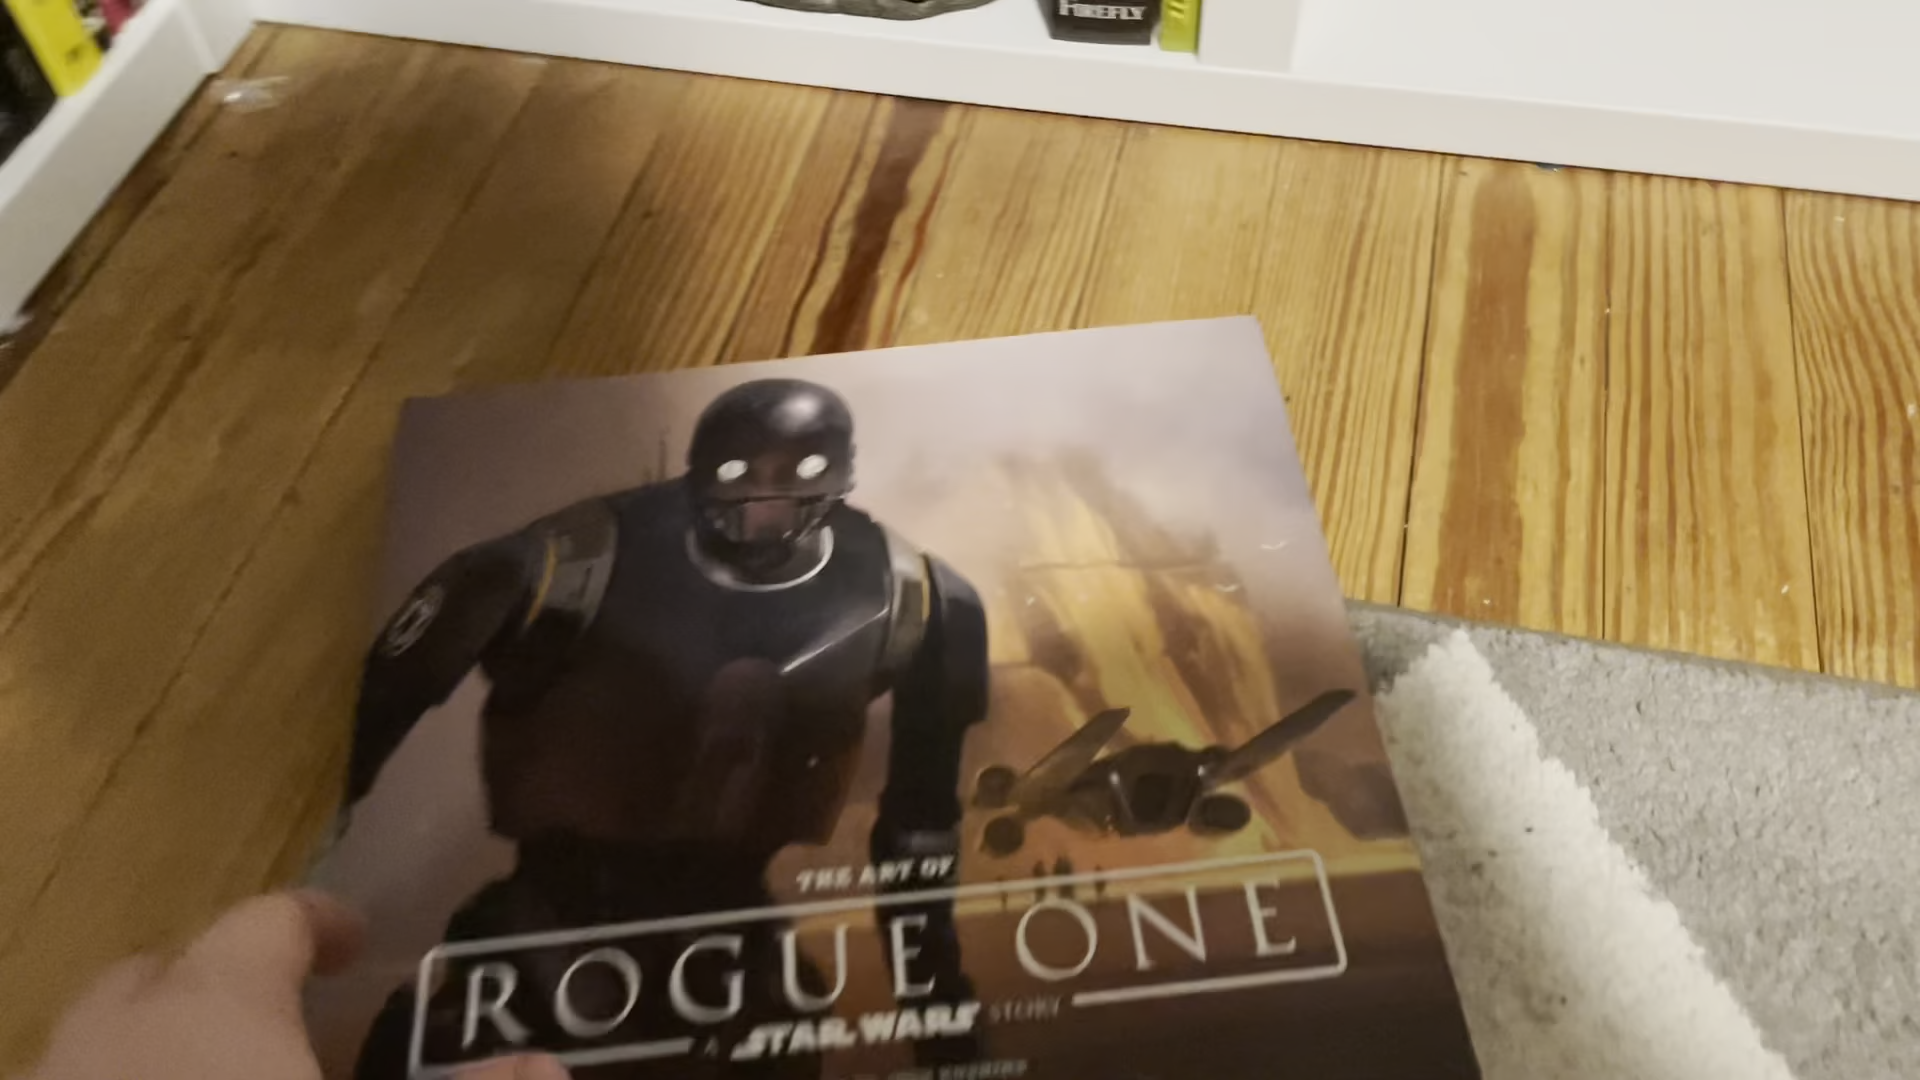 FIREFLY
THE ART OF
ROGUE ONE
A STAR WARS STORY